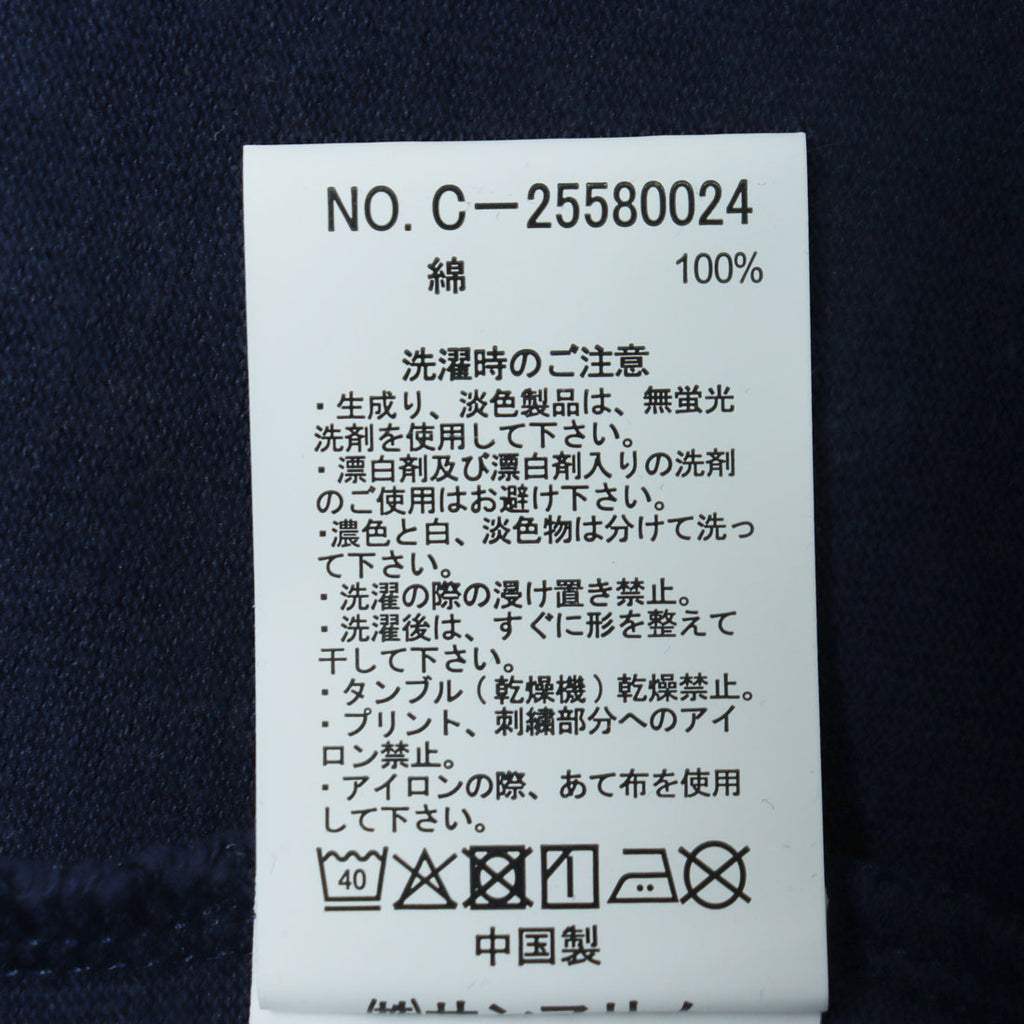 NO. C－25580024
綿 100%
洗濯時のご注意
・生成り、淡色製品は、無蛍光
洗剤を使用して下さい。
・漂白剤及び漂白剤入りの洗剤
のご使用はお避け下さい。
・濃色と白、淡色物は分けて洗っ
て下さい。
・洗濯の際の浸け置き禁止。
・洗濯後は、すぐに形を整えて
干して下さい。
・タンブル(乾燥機)乾燥禁止。
・プリント、刺繍部分へのアイ
ロン禁止。
・アイロンの際、あて布を使用
して下さい。
40
中国製